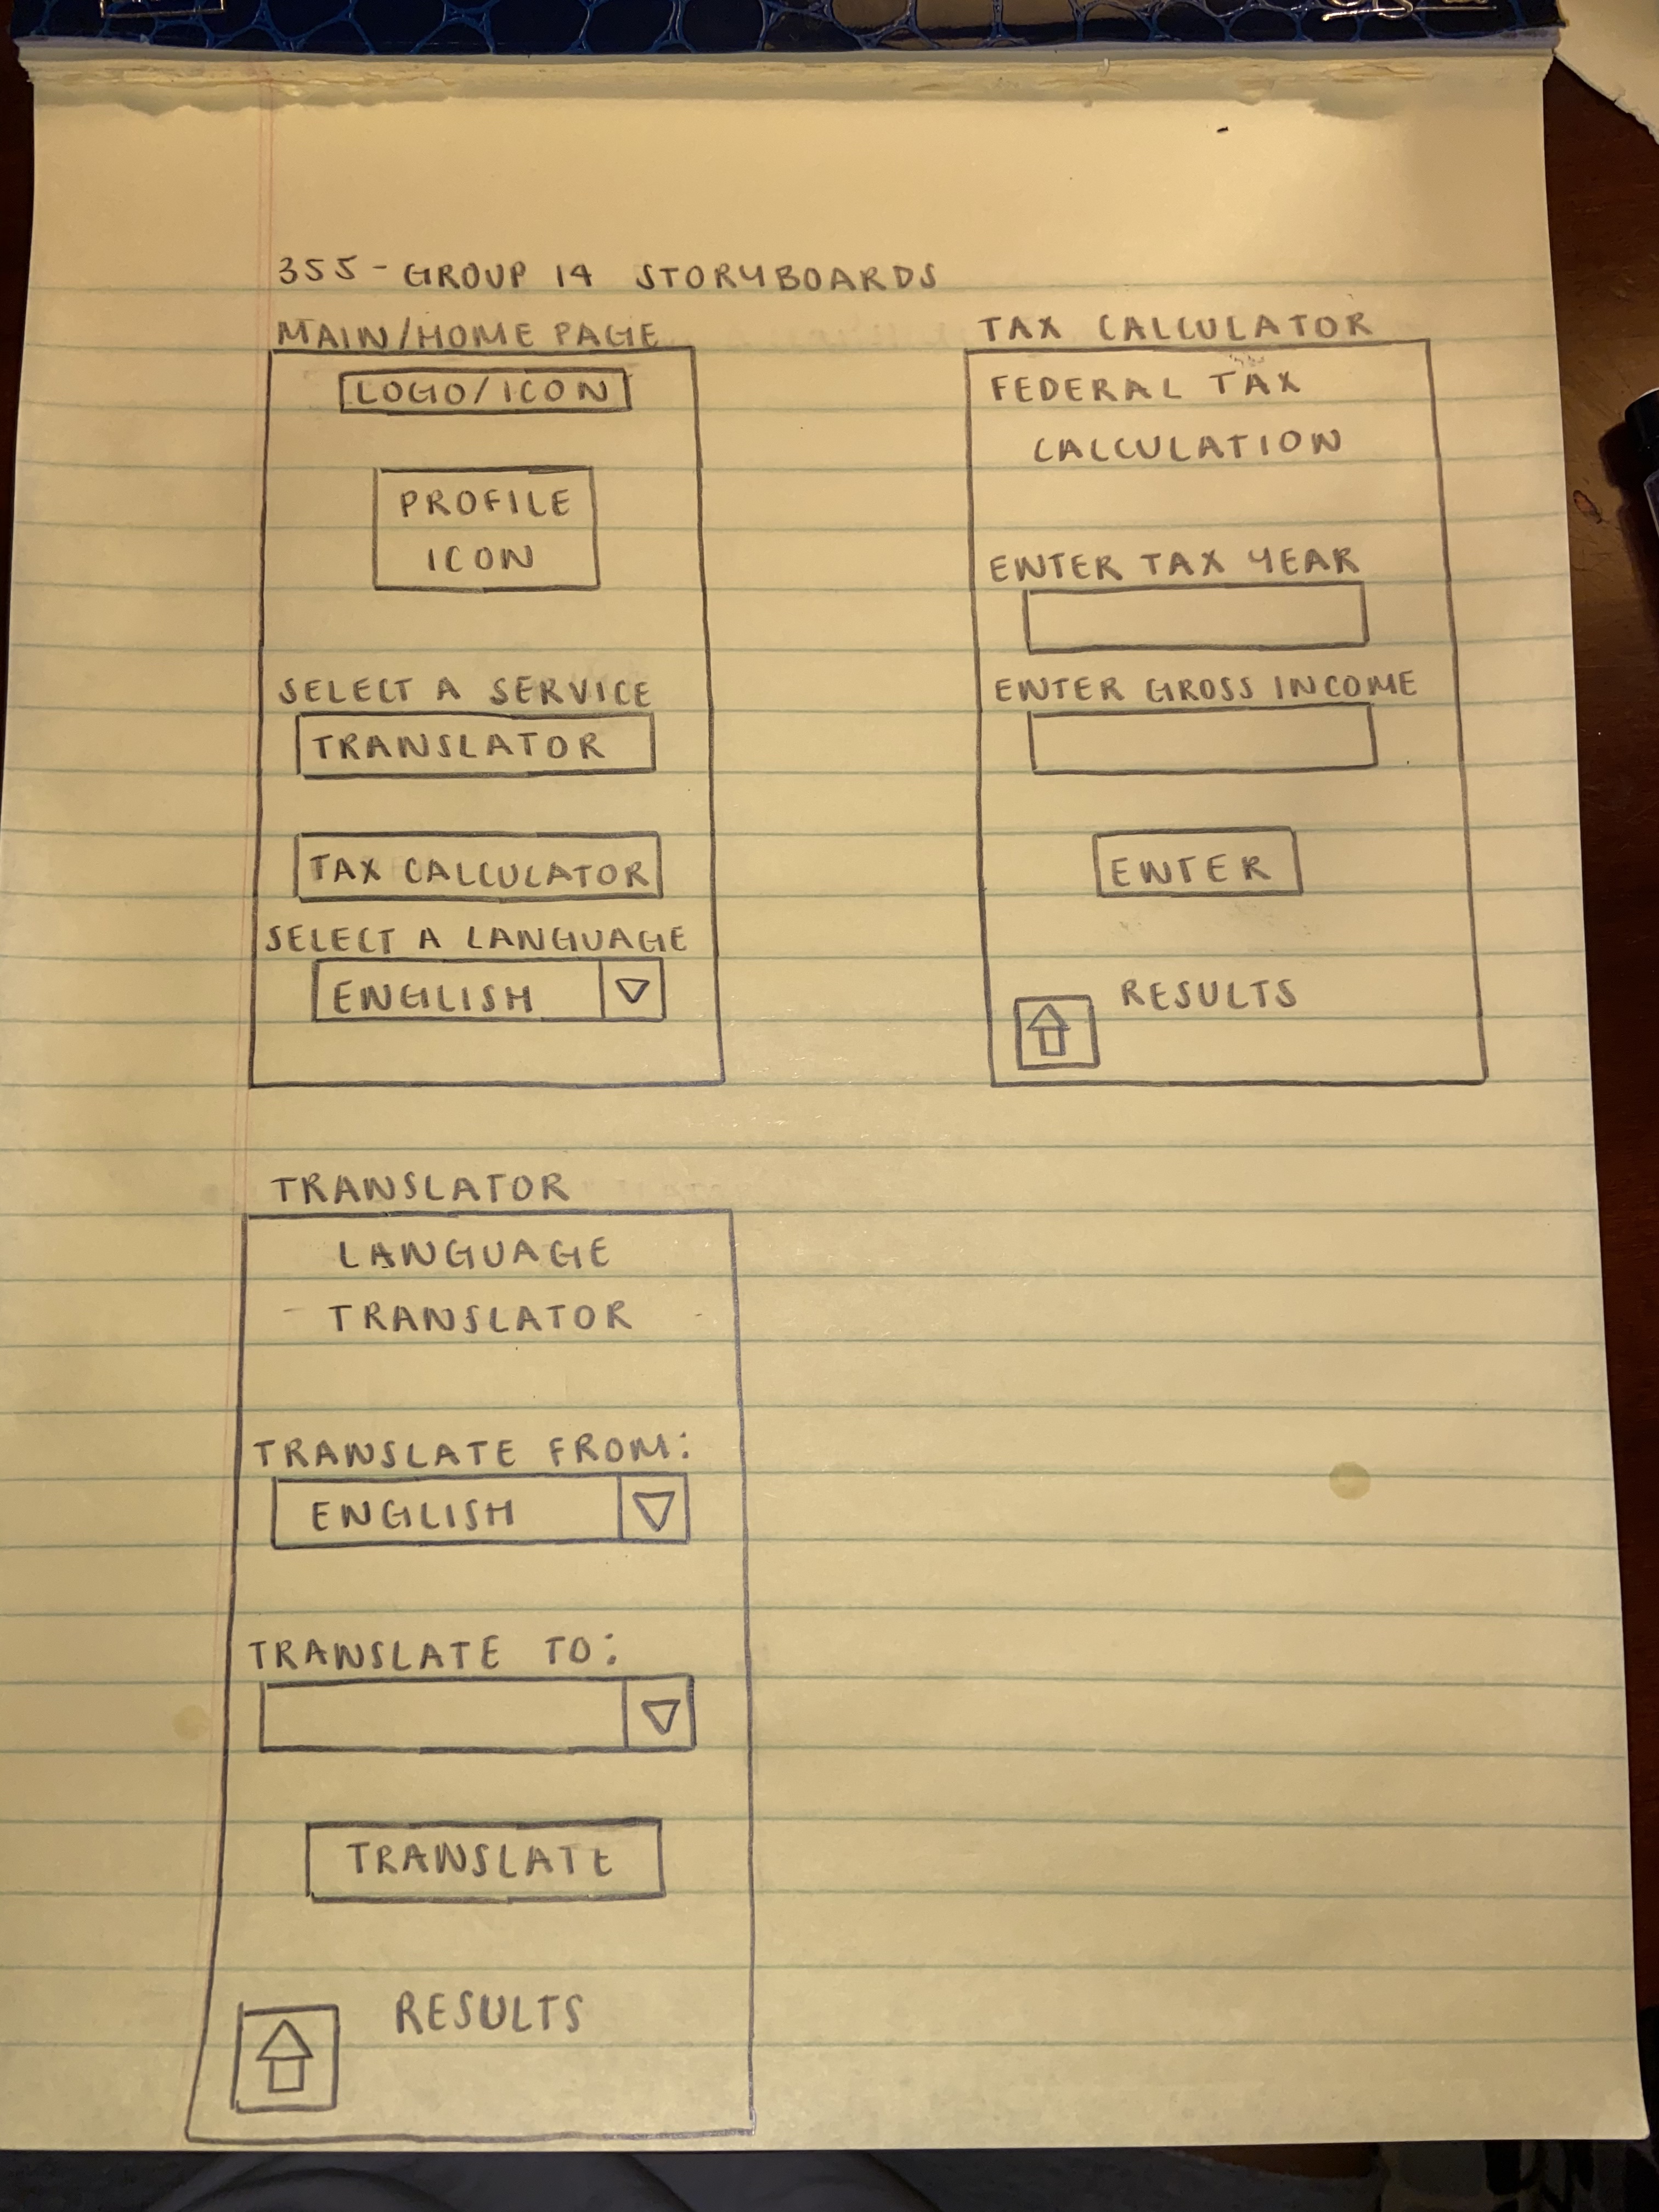 355-GROUP 14 STORYBOARDS
MAIN/HOME PAGE
LOGO/ICON
PROFILE
ICON
SELECT A SERVICE
TRANSLATOR
TAX CALCULATOR
SELECT A LANGUAGE
ENGLISH
TAX CALCULATOR
FEDERAL TAX
CALCULATION
ENTER TAX YEAR
ENTER GROSS INCOME
ENTER
RESULTS
TRANSLATOR
LANGUAGE
TRANSLATOR
TRANSLATE FROM:
ENGLISH
TRANSLATE TO:
TRANSLATE
RESULTS